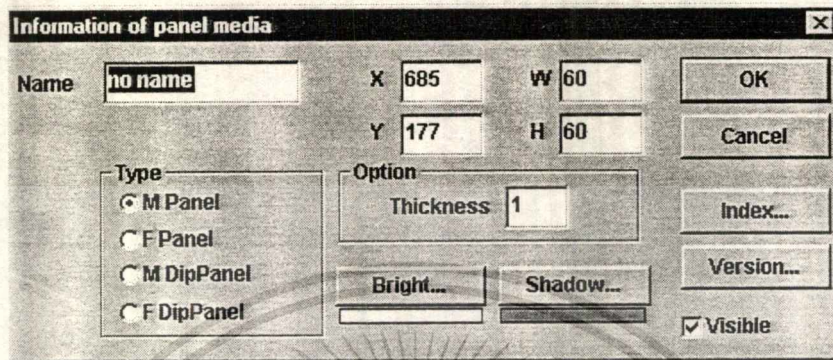 Information of panel media
Name no name X 685 W 60 OK
Y 177 H 60 Cancel
Type Option
M Panel Thickness 1 Index...
F Panel
M DipPanel Bright... Shadow... Version...
F DipPanel Visible